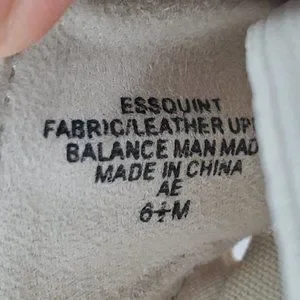 ESSQUINT
FABRIC/LEATHER UP
BALANCE MAN MAD
MADE IN CHINA
AE
6½M